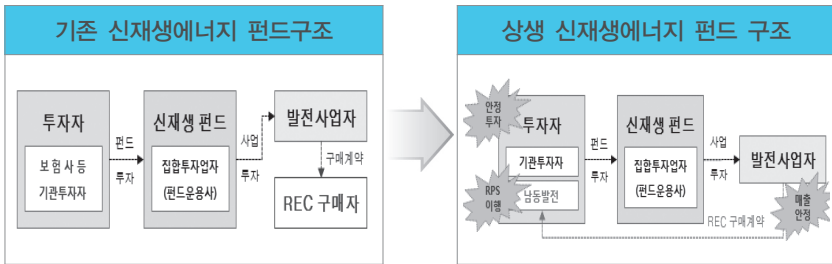 기존 신재생에너지 펀드구조
투자자
보험사등
기관투자자
펀드
투자
신재생 펀드
집합투자업자
(펀드운용사)
사업
투자
발전사업자
구매계약
REC 구매자
상생 신재생에너지 펀드 구조
안정
투자
투자자
기관투자자
RPS
이행
남동발전
펀드
투자
신재생 펀드
집합투자업자
(펀드운용사)
사업
투자
발전사업자
매출
안정
REC 구매계약